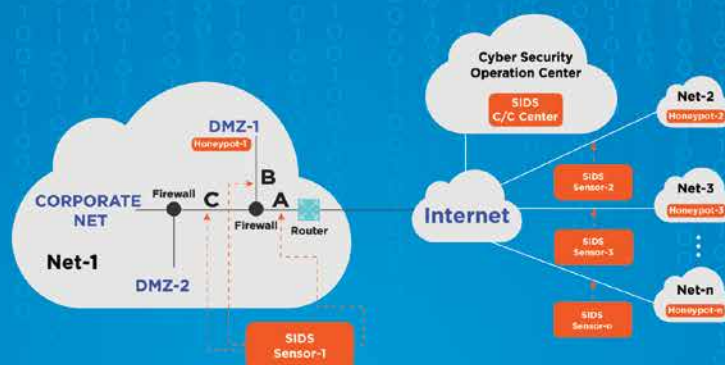 Cyber Security
Operation Center
SIDS
C/C Center
Net-2
Honeypot-2
DMZ-1
Honeypot-1
B
SIDS
Sensor-2
Net-3
Honeypot-3
CORPORATE
NET
Firewall
C
A
Firewall
Router
Internet
SIDS
Sensor-3
Net-1
DMZ-2
Net-n
Honeypot-n
SIDS
Sensor-n
SIDS
Sensor-1